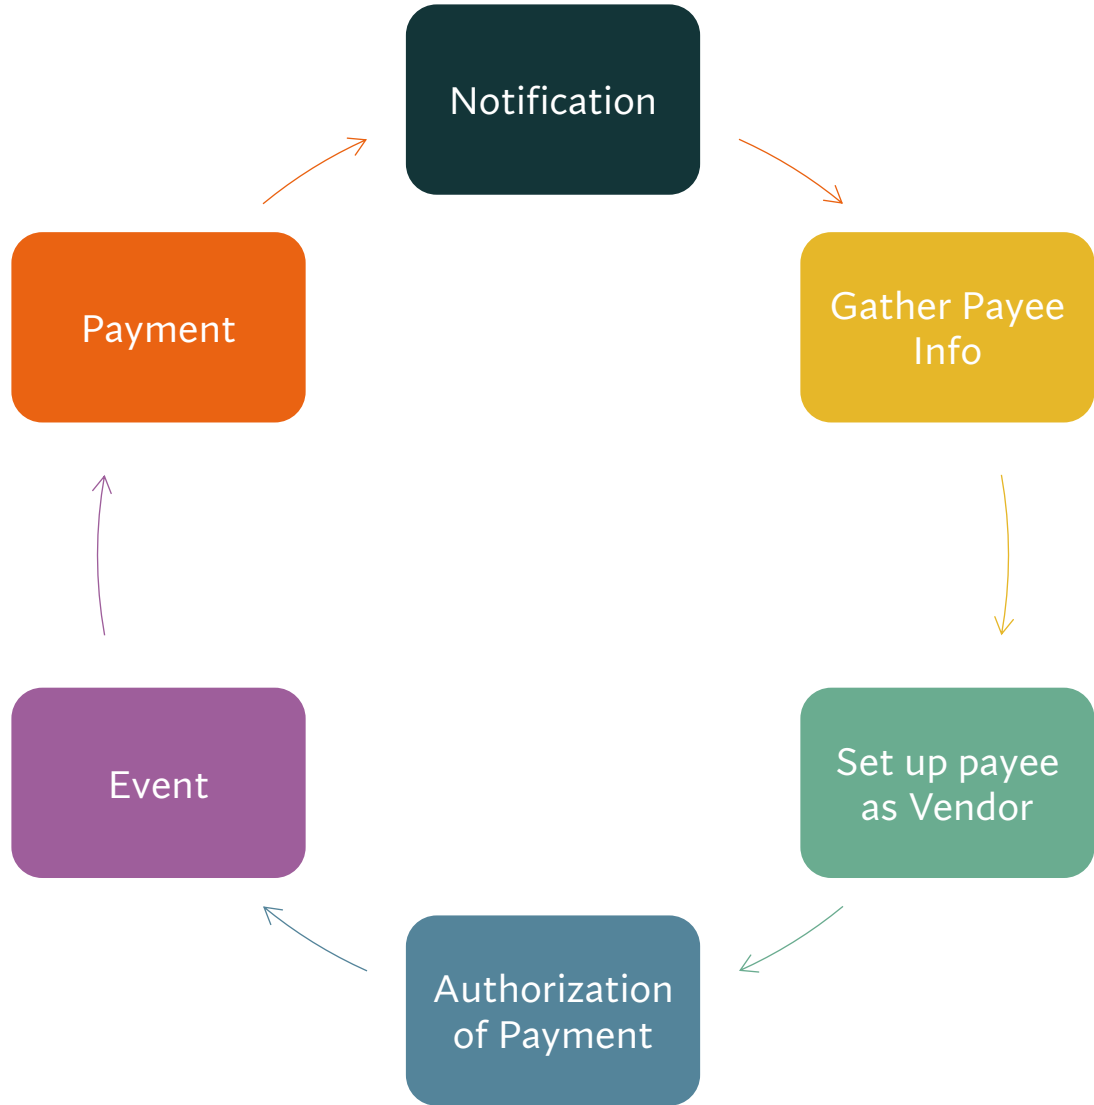 Notification
Gather Payee
Info
Set up payee
as Vendor
Authorization
of Payment
Event
Payment